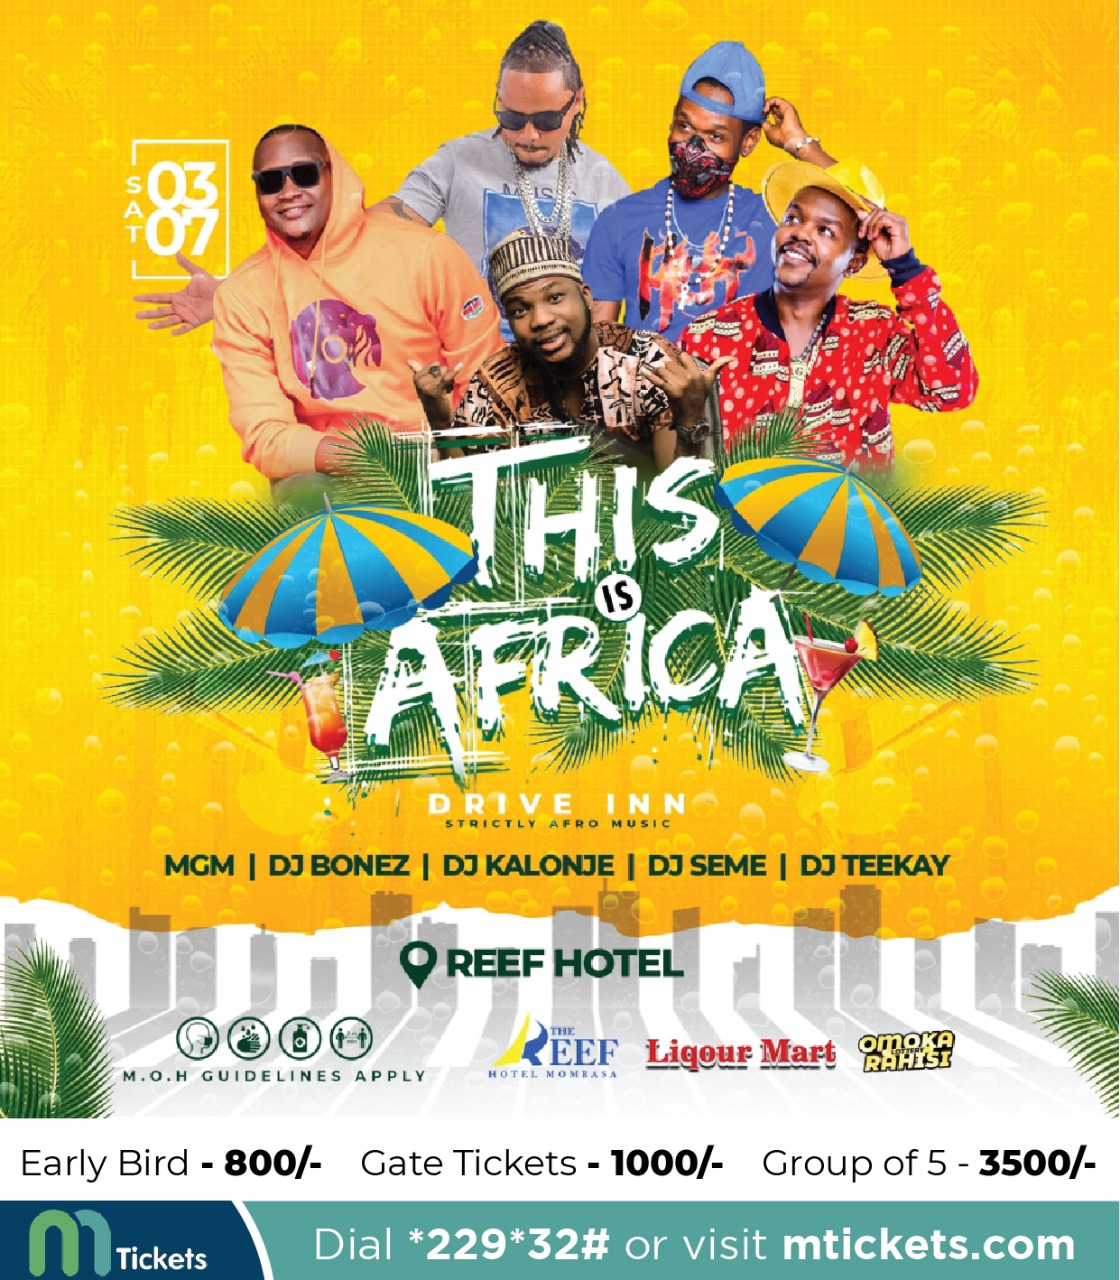 SAT
03
07
MUSIC
THIS
IS
AFRICA
DRIVE INN
STRICTLY AFRO MUSIC
MGM | DJ BONEZ | DJ KALONJE | DJ SEME | DJ TEEKAY
REEF HOTEL
M.O.H GUIDELINES APPLY
THE
REEF
HOTEL MOMBASA
Liqour Mart
OMOKA
RAHISI
Early Bird - 800/- Gate Tickets - 1000/- Group of 5 - 3500/-
m Tickets
Dial *229*32# or visit mtickets.com